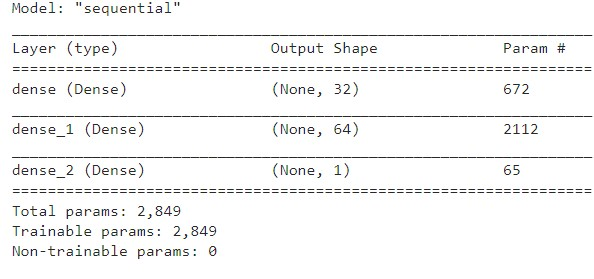 Model: "sequential"
_________________________________________________________________
Layer (type)                 Output Shape              Param #
=================================================================
dense (Dense)                (None, 32)                672
_________________________________________________________________
dense_1 (Dense)              (None, 64)                2112
_________________________________________________________________
dense_2 (Dense)              (None, 1)                 65
=================================================================
Total params: 2,849
Trainable params: 2,849
Non-trainable params: 0